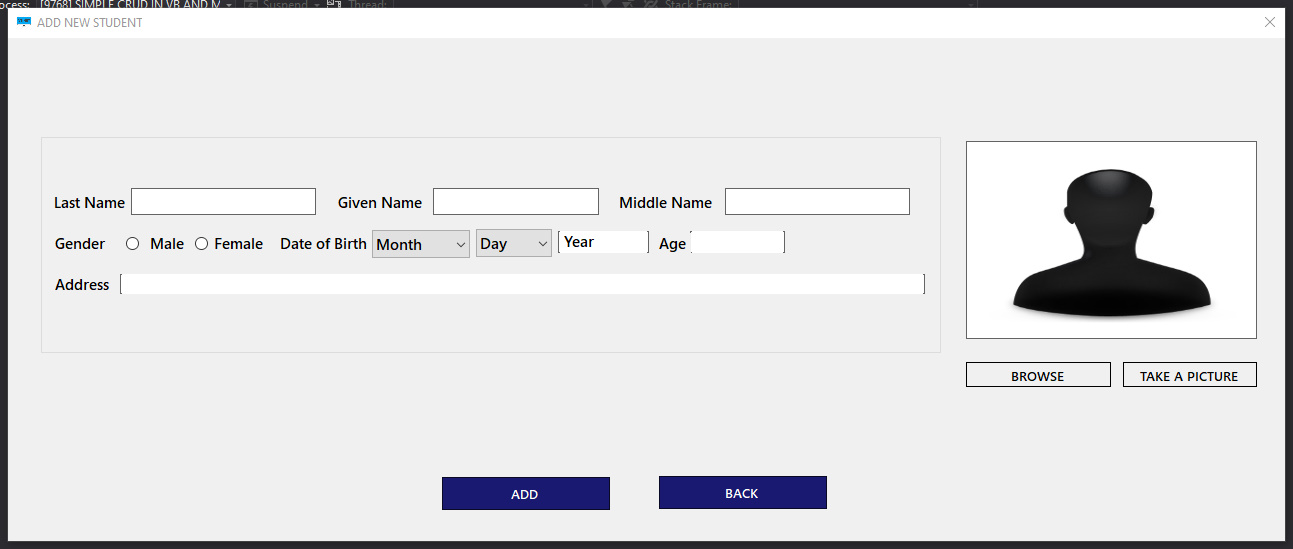 ocess: [9768] SIMPLE CRUD IN VB AND M Suspend Thread: Stack Frame:
ADD NEW STUDENT
Last Name Given Name Middle Name
Gender Male Female Date of Birth Month Day Year Age
Address
BROWSE TAKE A PICTURE
ADD BACK